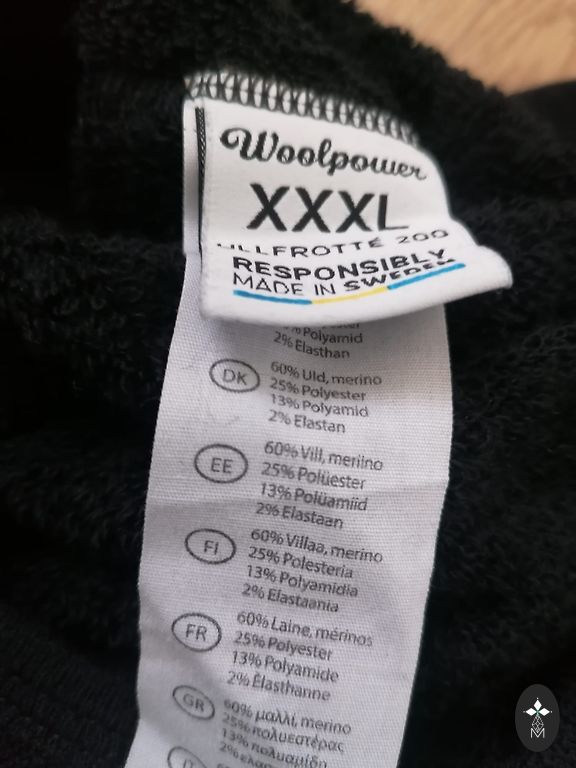 Woolpower
XXXL
ULLFROTTÉ 200
RESPONSIBLY
MADE IN SWEDEN
Polyamid
2% Elasthan
DK
60% Uld, merino
25% Polyester
13% Polyamid
2% Elastan
EE
60% Vill, meriino
25% Polüester
13% Polüamiid
2% Elastaan
FI
60% Villaa, merino
25% Polesteria
13% Polyamidia
2% Elastaania
FR
60% Laine, mérinos
25% Polyester
13% Polyamide
2% Élasthanne
GR
60% μαλλί, merino
25% πολυεστέρας
13% πολυαμίδη
M